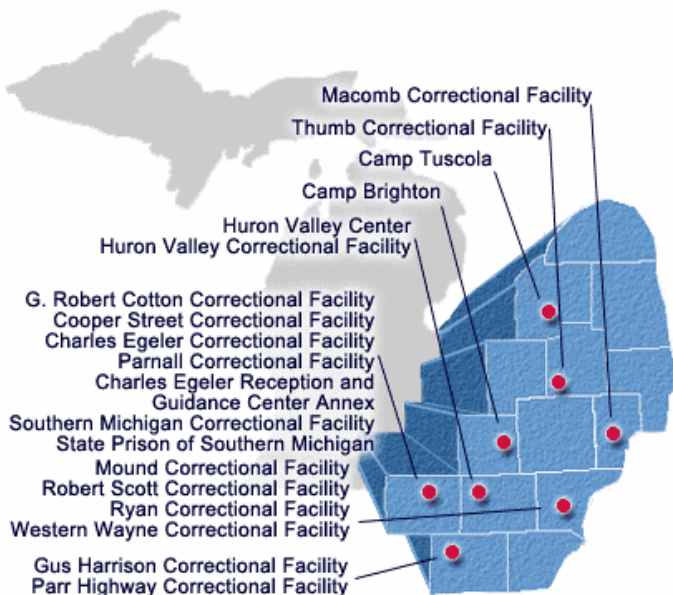 Macomb Correctional Facility
Thumb Correctional Facility
Camp Tuscola
Camp Brighton
Huron Valley Center
Huron Valley Correctional Facility
G. Robert Cotton Correctional Facility
Cooper Street Correctional Facility
Charles Egeler Correctional Facility
Parnall Correctional Facility
Charles Egeler Reception and
Guidance Center Annex
Southern Michigan Correctional Facility
State Prison of Southern Michigan
Mound Correctional Facility
Robert Scott Correctional Facility
Ryan Correctional Facility
Western Wayne Correctional Facility
Gus Harrison Correctional Facility
Parr Highway Correctional Facility